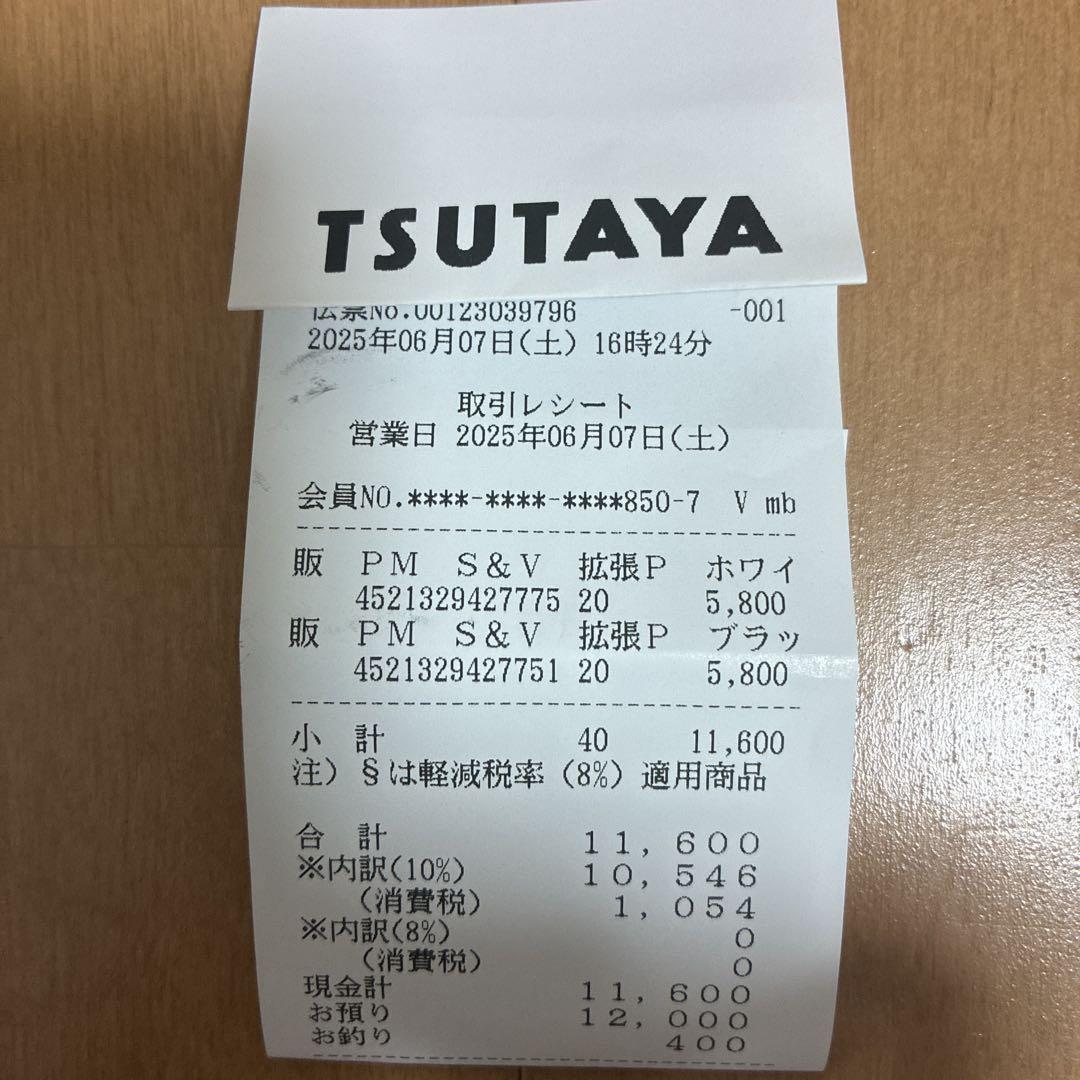 TSUTAYA
伝票No.00123039796 -001
2025年06月07日(土) 16時24分
取引レシート
営業日 2025年06月07日(土)
会員NO.****-****-****850-7 V mb
販 PM S&V 拡張P ホワイ
4521329427775 20 5,800
販 PM S&V 拡張P ブラッ
4521329427751 20 5,800
小 計 40 11,600
注) §は軽減税率(8%)適用商品
合 計 11,600
※内訳(10%) 10,546
(消費税) 1,054
※内訳(8%) 0
(消費税) 0
現金計 11,600
お預り 12,000
お釣り 400